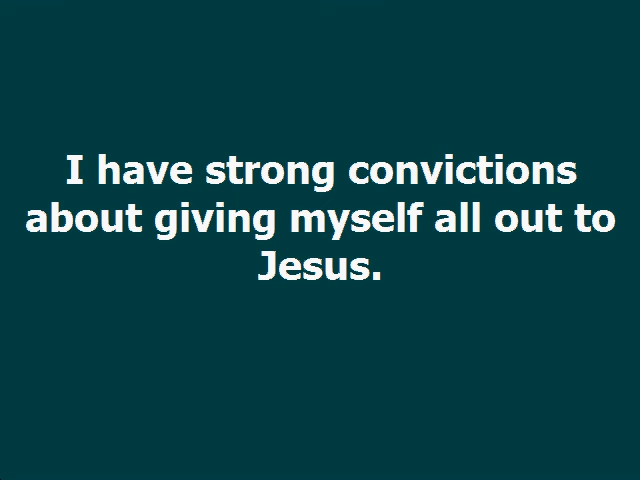 I have strong convictions
about giving myself all out to
Jesus.